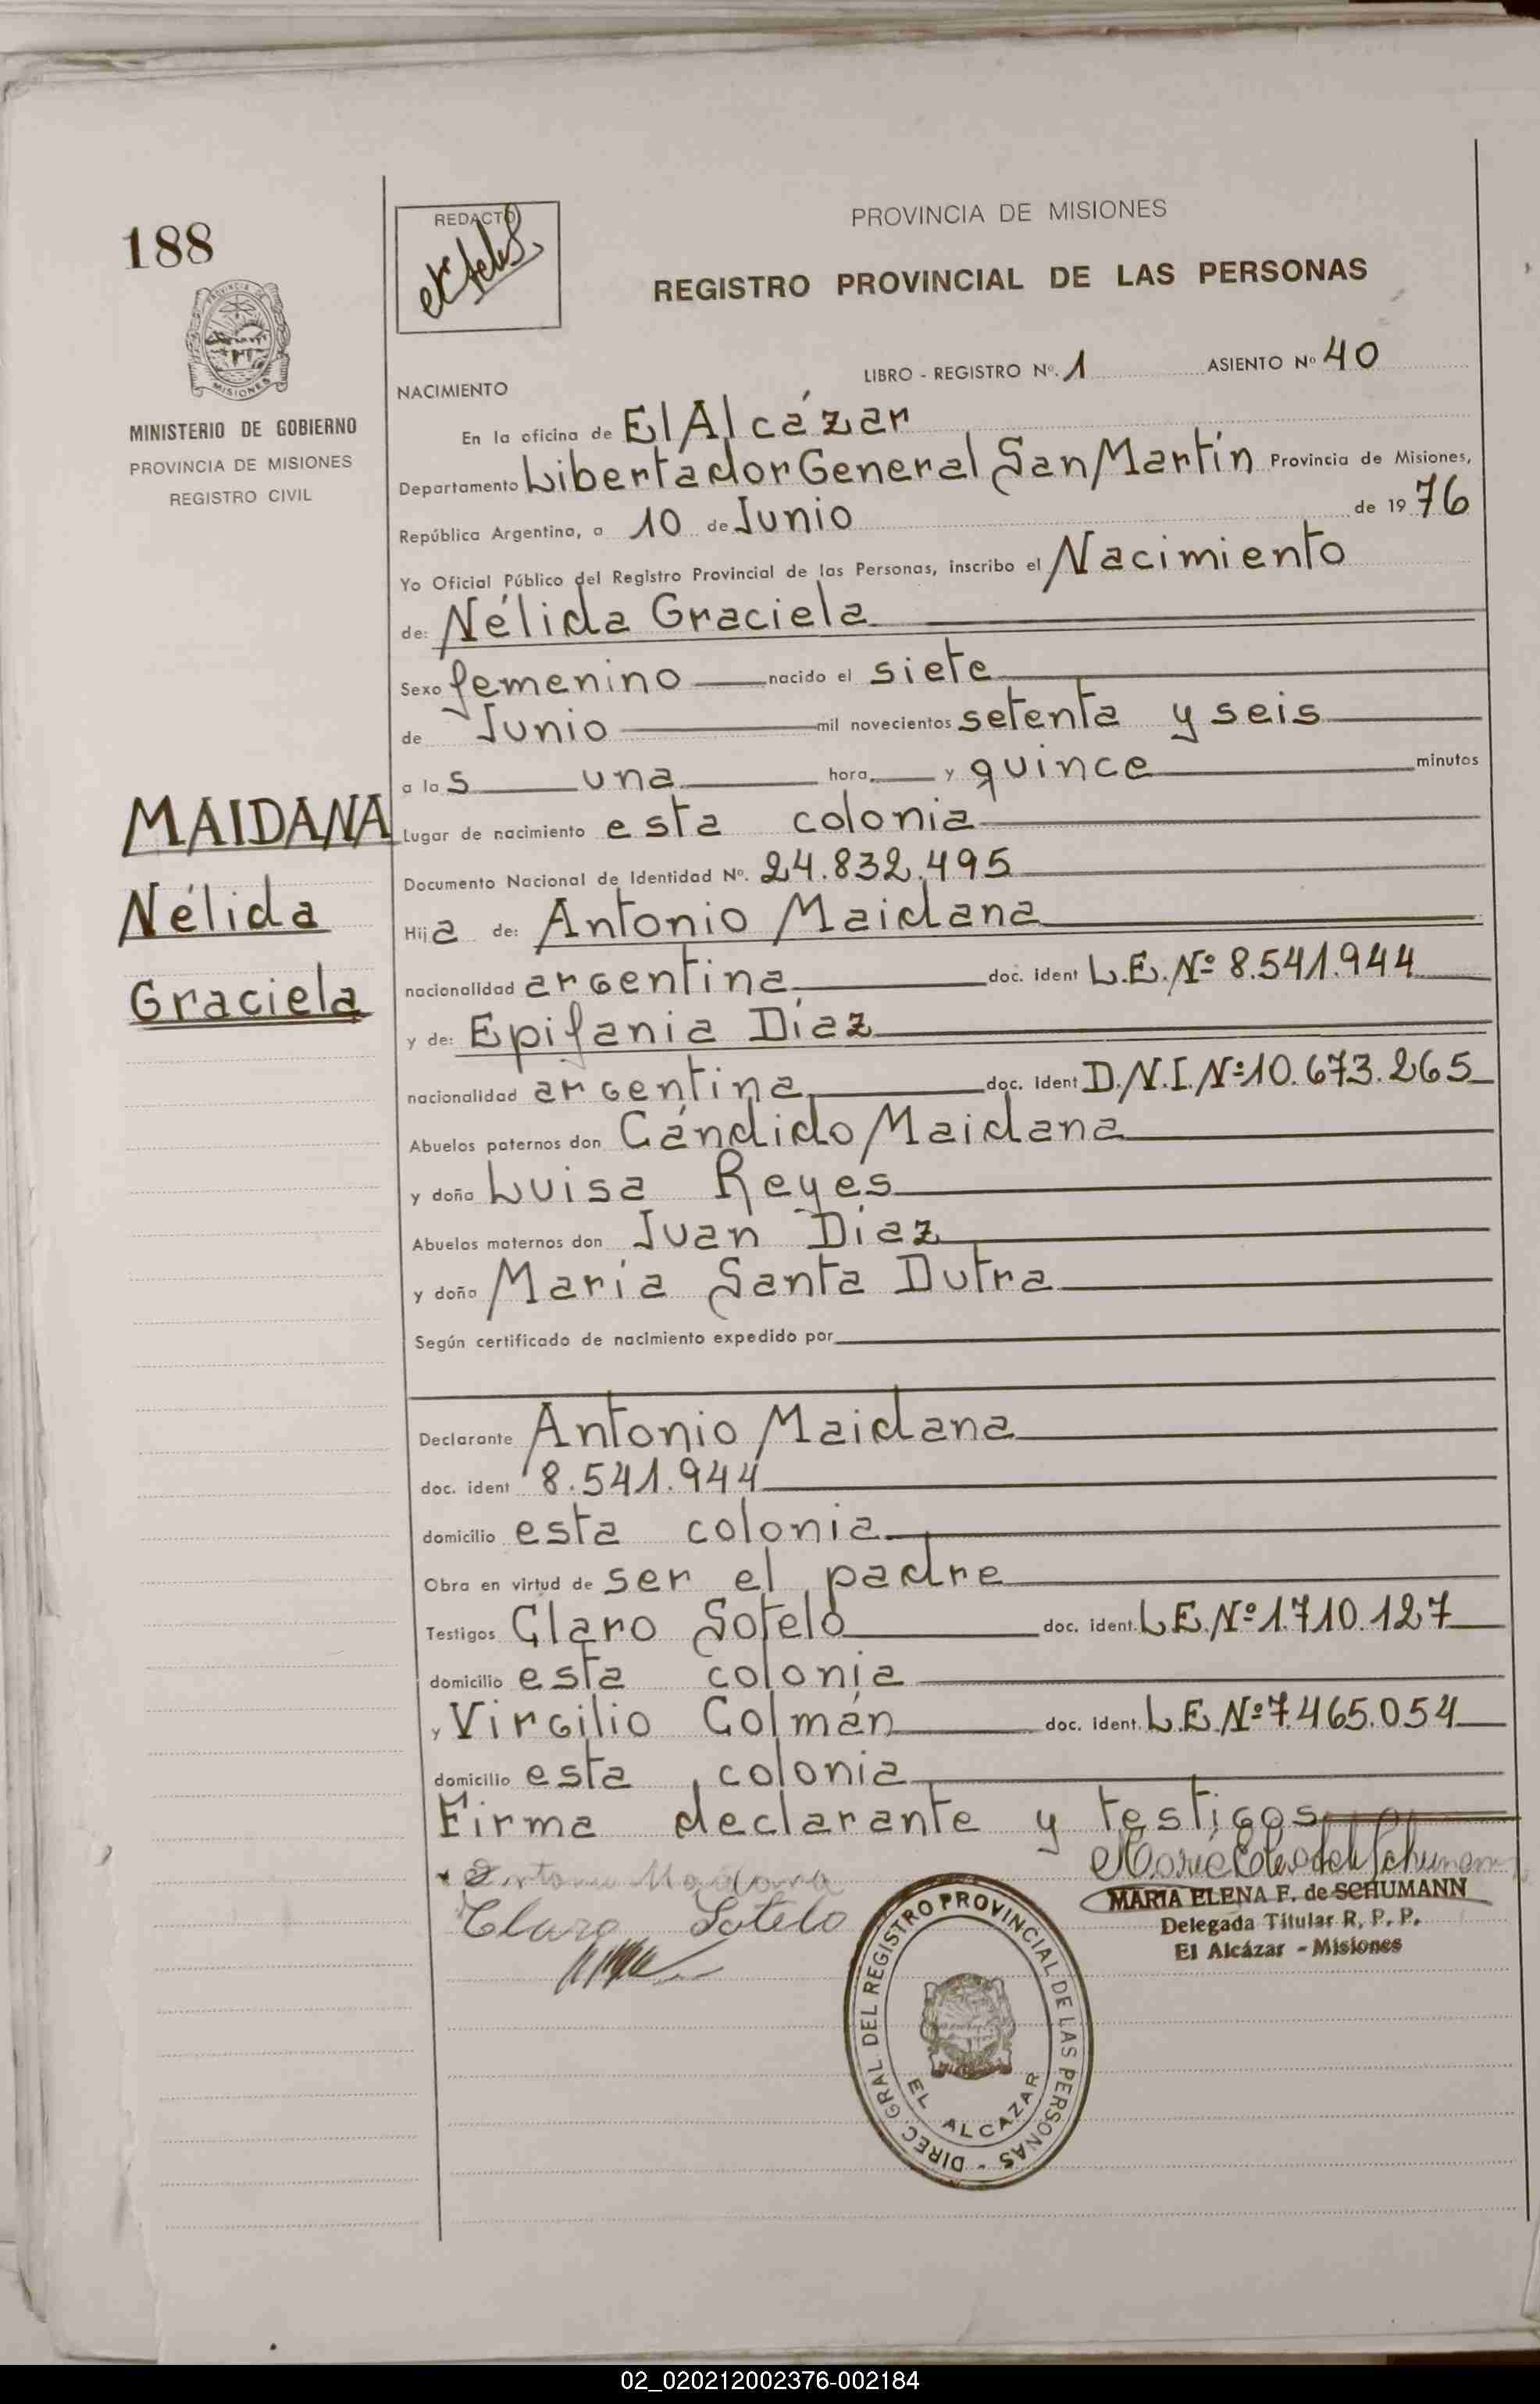 188
REDACTO
PROVINCIA DE MISIONES
REGISTRO PROVINCIAL DE LAS PERSONAS
MISIONES
MINISTERIO DE GOBIERNO
PROVINCIA DE MISIONES
REGISTRO CIVIL
LIBRO - REGISTRO Nº. 1 ASIENTO Nº 40
NACIMIENTO
En la oficina de El Alcázar
Departamento Libertador General San Martín Provincia de Misiones,
República Argentina, a 10 de Junio de 1976
Yo Oficial Público del Registro Provincial de las Personas, inscribo el Nacimiento
de: Nélida Graciela
Sexo femenino nacido el siete
de Junio mil novecientos setenta y seis
a las una hora y quince minutos
MAIDANA
Nélida
Graciela
Lugar de nacimiento esta colonia
Documento Nacional de Identidad Nº. 24.832.495
Hija de: Antonio Maidana
nacionalidad argentina doc. ident L.E. Nº 8.541.944
y de: Epifania Díaz
nacionalidad argentina doc. ident D.N.I. Nº 10.673.265
Abuelos paternos don Cándido Maidana
y doña Luisa Reyes
Abuelos maternos don Juan Díaz
y doña María Santa Dutra
Según certificado de nacimiento expedido por
Declarante Antonio Maidana
doc. ident 8.541.944
domicilio esta colonia
Obra en virtud de ser el padre
Testigos Claro Sotelo doc. ident. L.E. Nº 1.710.127
domicilio esta colonia
y Virgilio Colmán doc. ident. L.E. Nº 7.465.054
domicilio esta colonia
Firma declarante y testigos
Claro Sotelo
MARIA ELENA F. de SCHUMANN
Delegada Titular R. P. P.
El Alcázar - Misiones
DIREC. GRAL. DEL REGISTRO PROVINCIAL DE LAS PERSONAS -
EL ALCAZAR
02_020212002376-002184